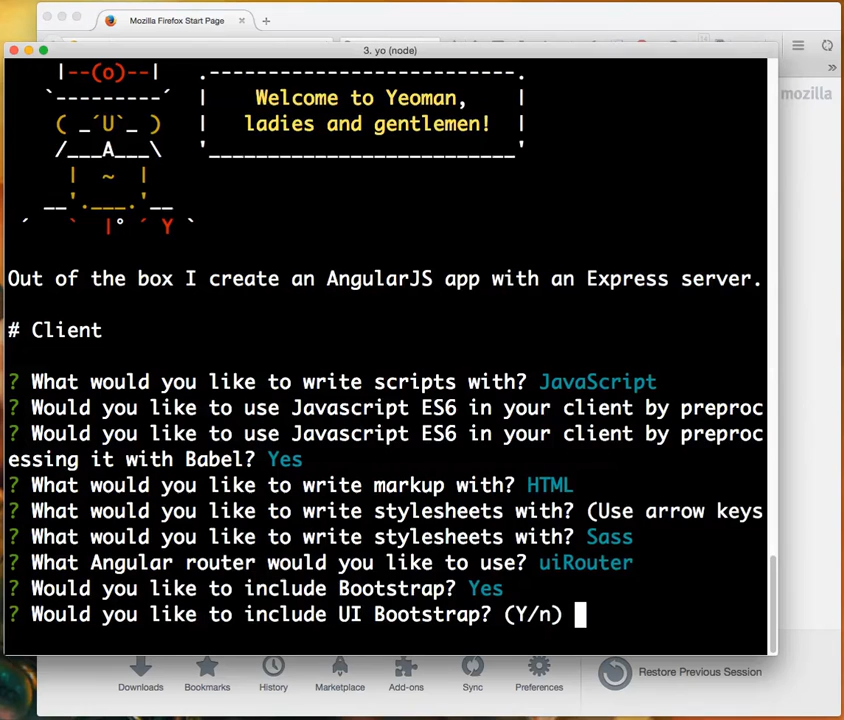 Mozilla Firefox Start Page
3. yo (node)
mozilla
|--(o)--|
`---------´
( _´U`_ )
/___A___\
|  ~  |
__'.___.'__
´   `  |° ´ Y `
.--------------------------.
|    Welcome to Yeoman,    |
|   ladies and gentlemen!  |
'__________________________'
Out of the box I create an AngularJS app with an Express server.
# Client
? What would you like to write scripts with? JavaScript
? Would you like to use Javascript ES6 in your client by preproc
? Would you like to use Javascript ES6 in your client by preproc
essing it with Babel? Yes
? What would you like to write markup with? HTML
? What would you like to write stylesheets with? (Use arrow keys
? What would you like to write stylesheets with? Sass
? What Angular router would you like to use? uiRouter
? Would you like to include Bootstrap? Yes
? Would you like to include UI Bootstrap? (Y/n)
Downloads
Bookmarks
History
Marketplace
Add-ons
Sync
Preferences
Restore Previous Session